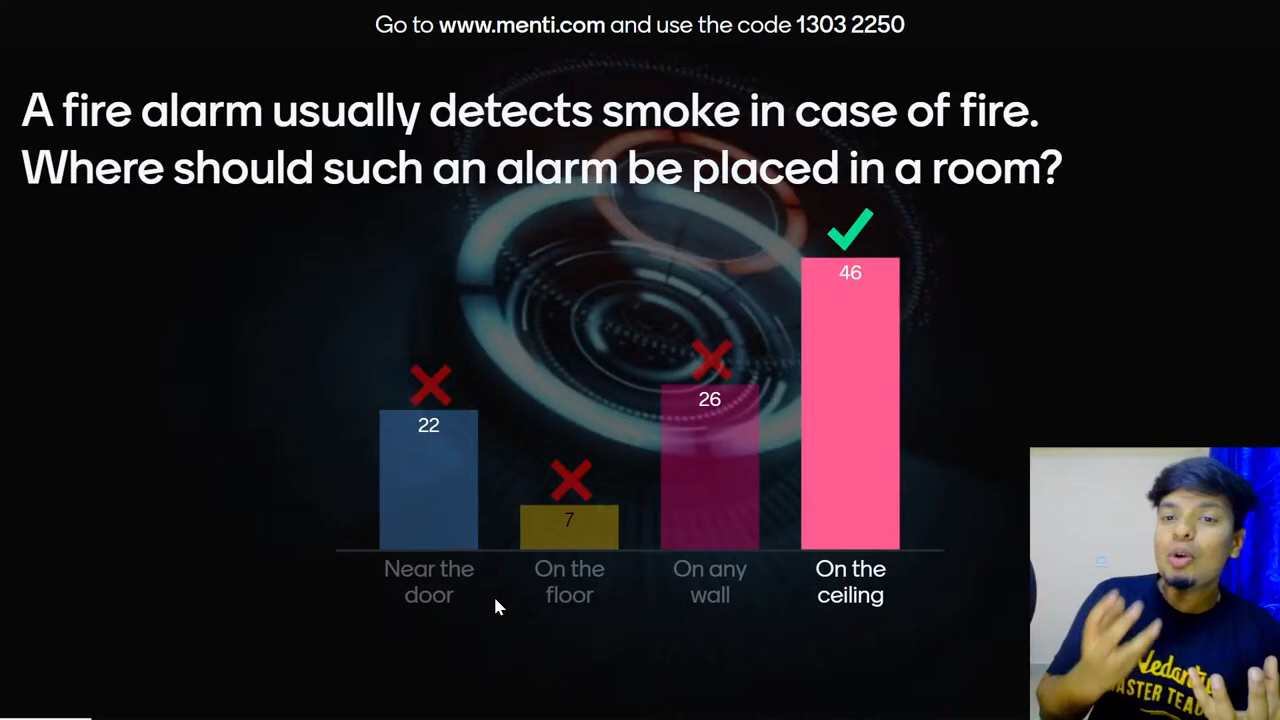 Go to www.menti.com and use the code 1303 2250
A fire alarm usually detects smoke in case of fire.
Where should such an alarm be placed in a room?
22
7
26
46
Near the
door
On the
floor
On any
wall
On the
ceiling